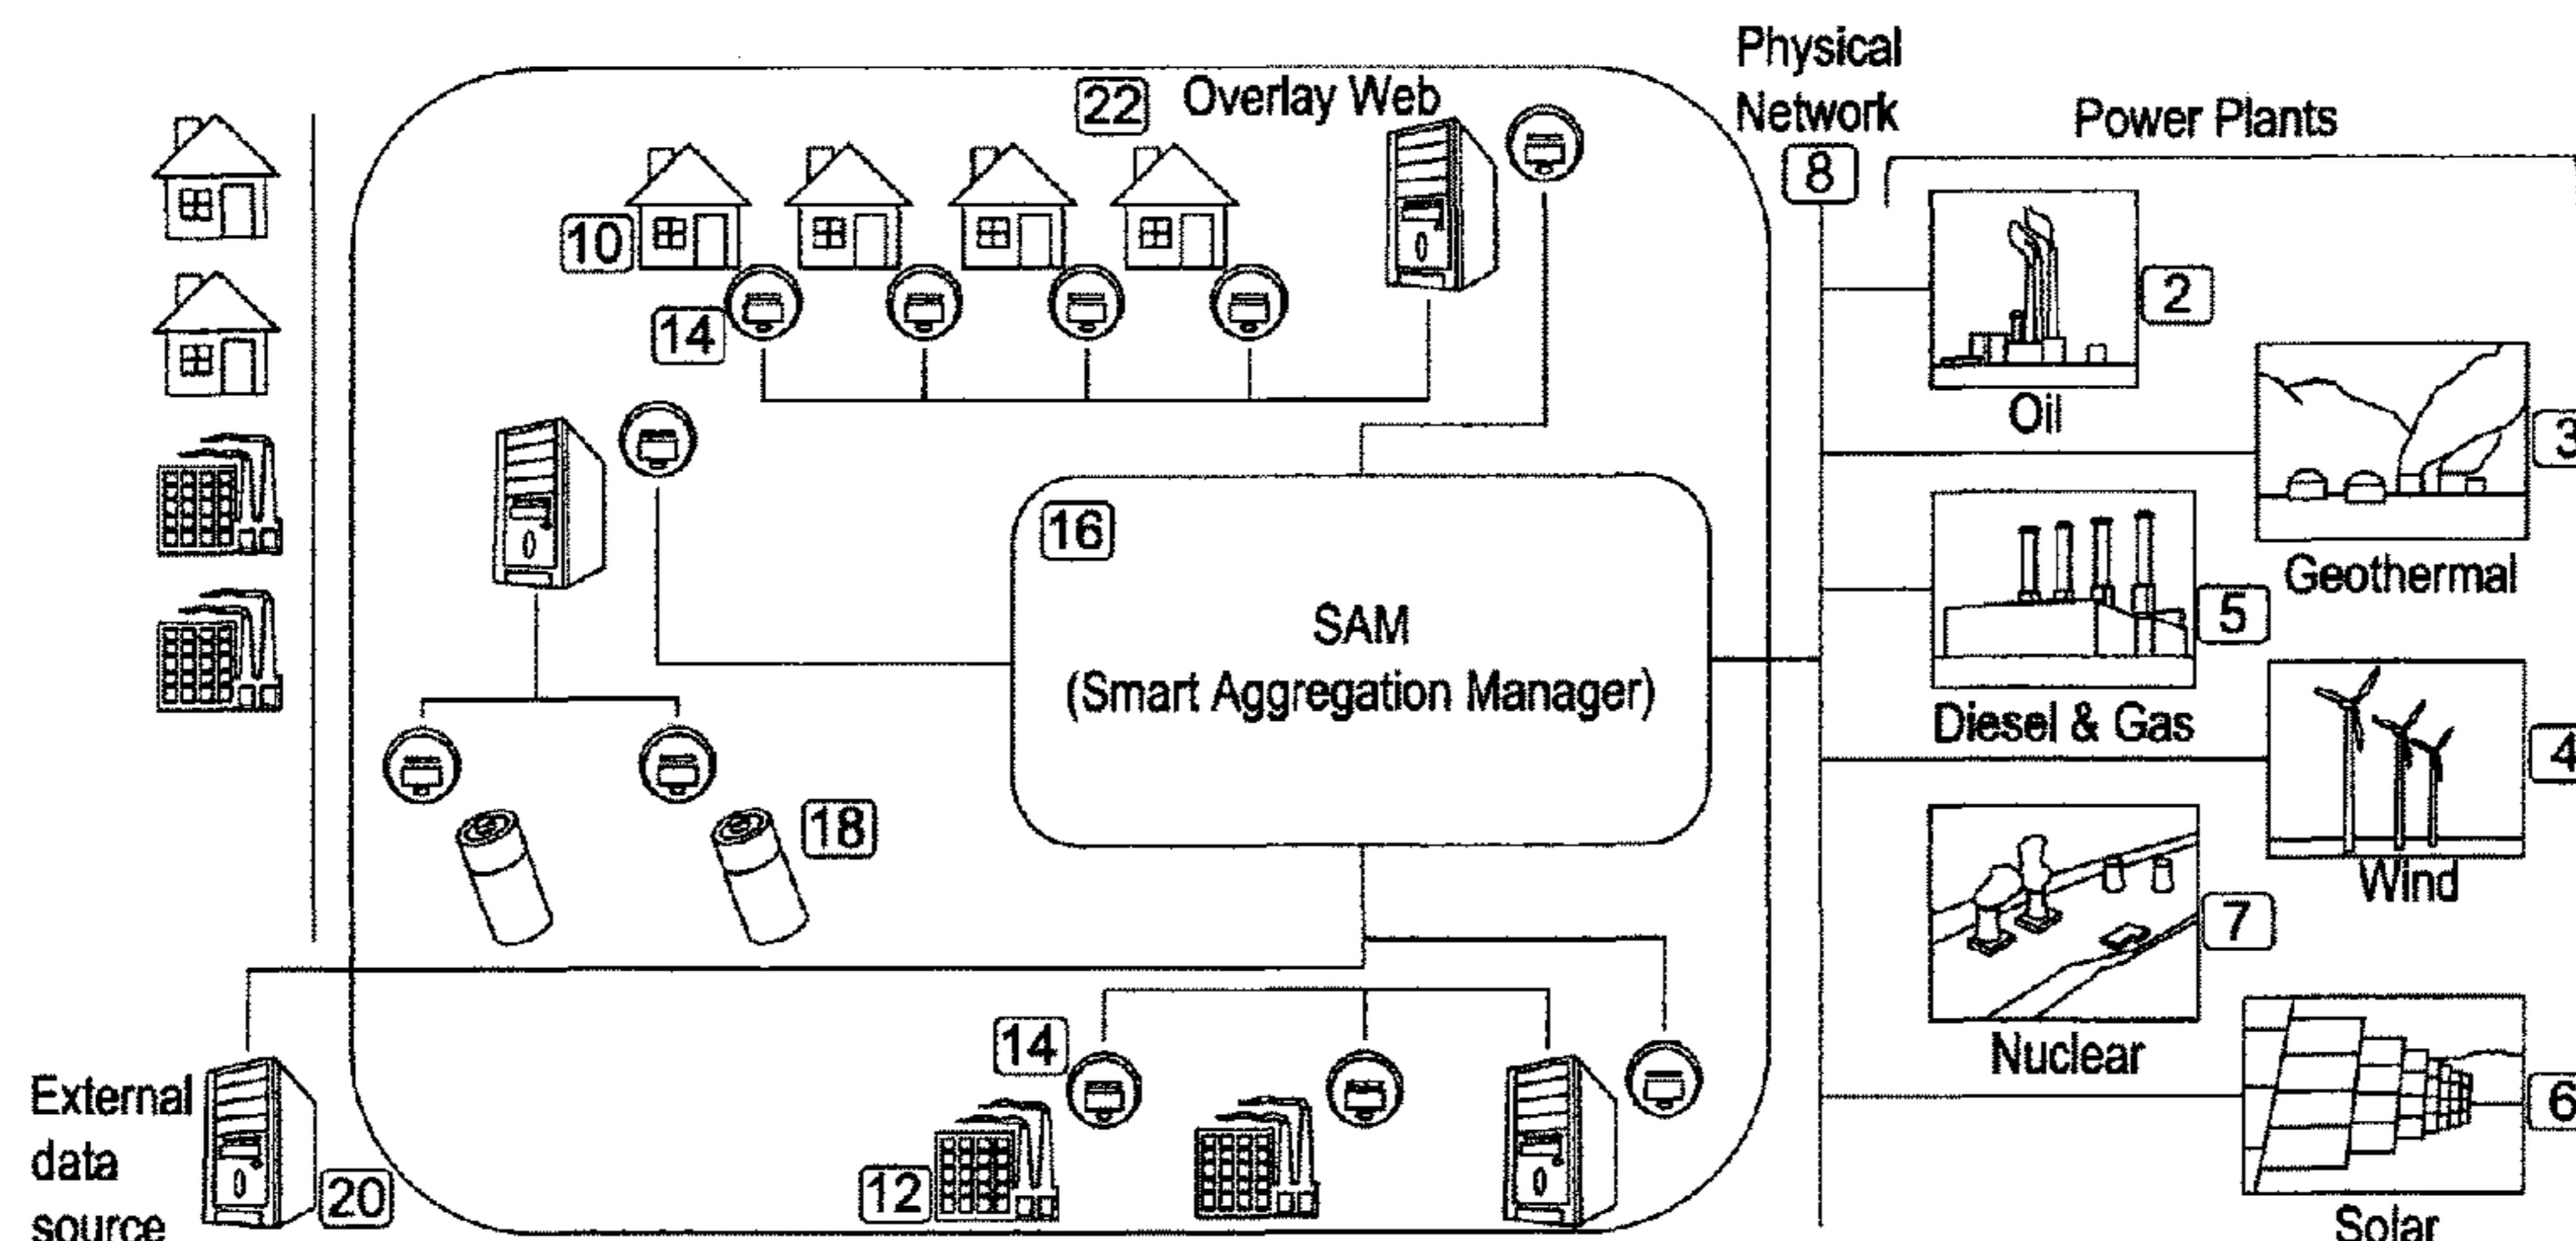 Physical
Network
8
22
Overlay Web
Power Plants
10
14
2
Oil
3
Geothermal
16
SAM
(Smart Aggregation Manager)
5
Diesel & Gas
4
Wind
18
7
Nuclear
14
6
Solar
External
data
source
20
12